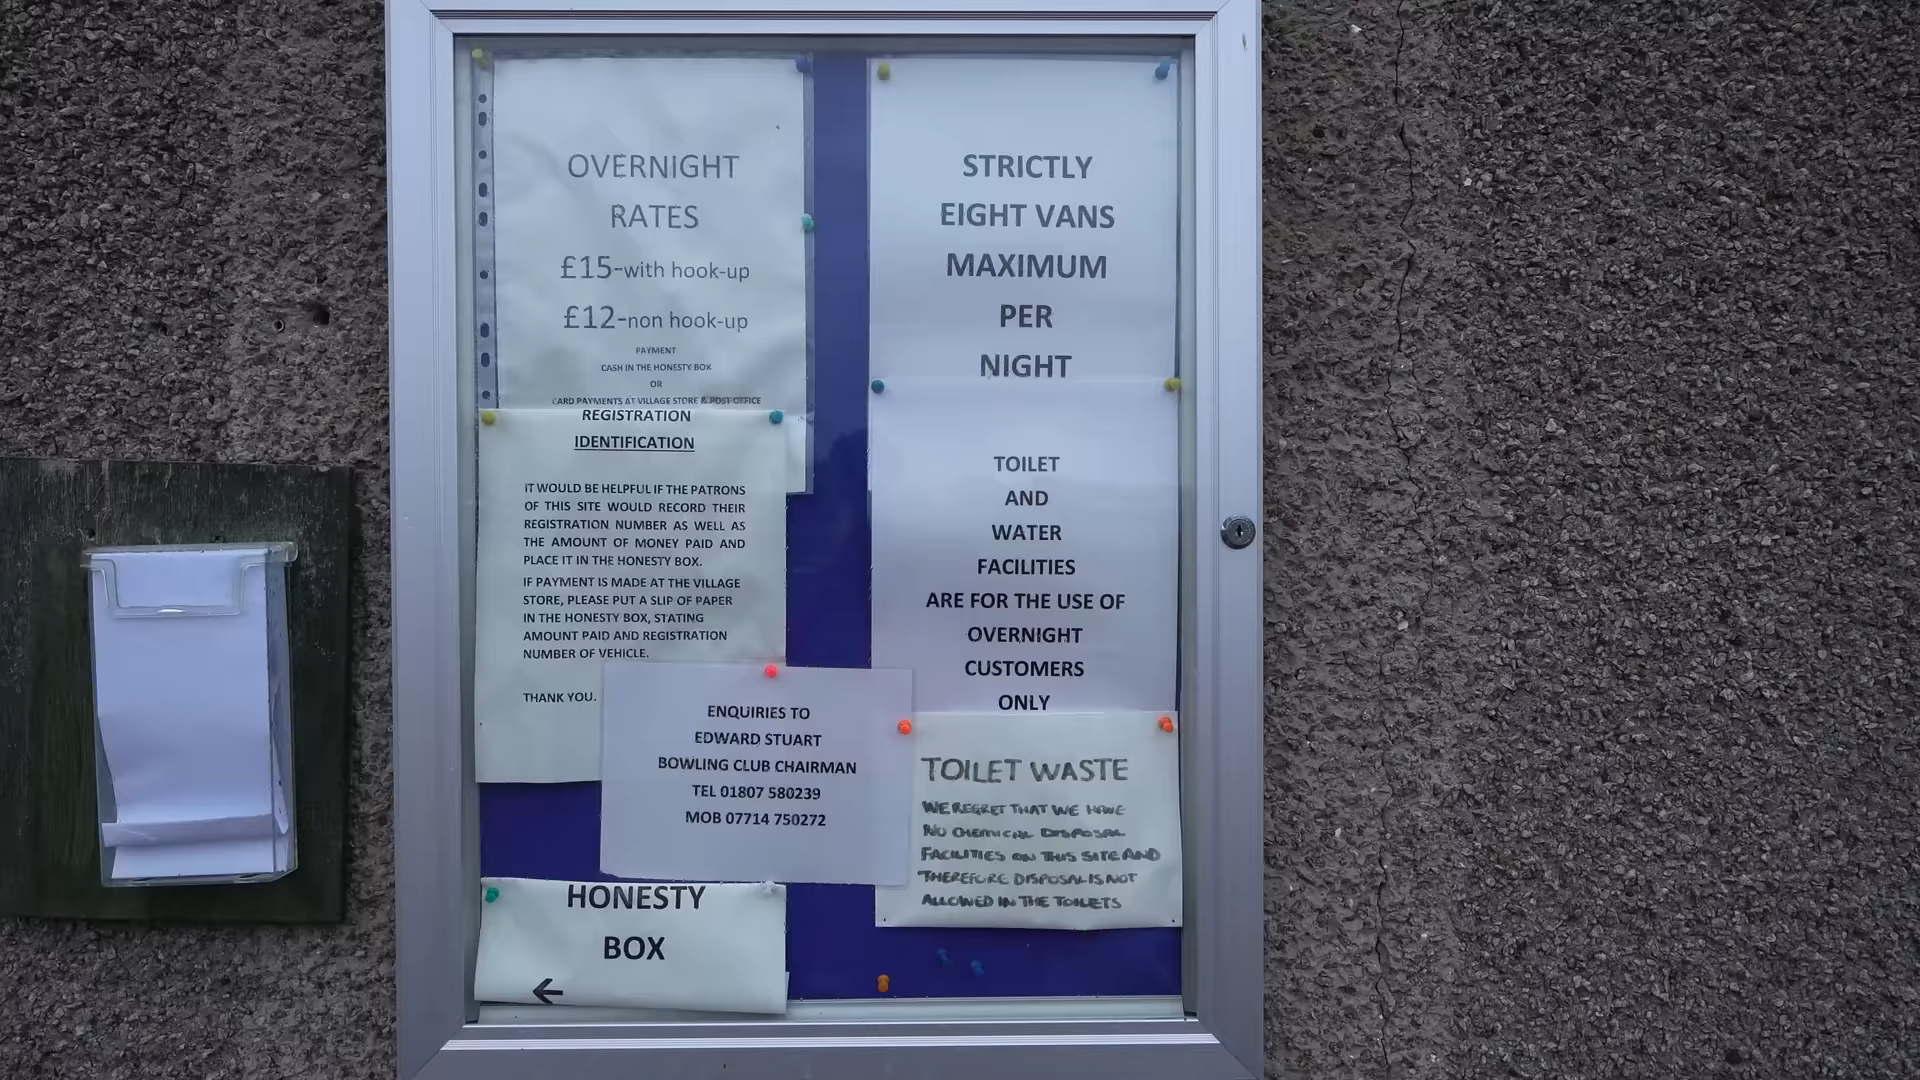 OVERNIGHT
RATES
£15-with hook-up
£12-non hook-up
PAYMENT
CASH IN THE HONESTY BOX
OR
CARD PAYMENTS AT VILLAGE STORE & POST OFFICE
REGISTRATION
IDENTIFICATION
IT WOULD BE HELPFUL IF THE PATRONS
OF THIS SITE WOULD RECORD THEIR
REGISTRATION NUMBER AS WELL AS
THE AMOUNT OF MONEY PAID AND
PLACE IT IN THE HONESTY BOX.
IF PAYMENT IS MADE AT THE VILLAGE
STORE, PLEASE PUT A SLIP OF PAPER
IN THE HONESTY BOX, STATING
AMOUNT PAID AND REGISTRATION
NUMBER OF VEHICLE.
THANK YOU.
ENQUIRIES TO
EDWARD STUART
BOWLING CLUB CHAIRMAN
TEL 01807 580239
MOB 07714 750272
HONESTY
BOX
STRICTLY
EIGHT VANS
MAXIMUM
PER
NIGHT
TOILET
AND
WATER
FACILITIES
ARE FOR THE USE OF
OVERNIGHT
CUSTOMERS
ONLY
TOILET WASTE
WE REGRET THAT WE HAVE
NO CHEMICAL DISPOSAL
FACILITIES ON THIS SITE AND
THEREFORE DISPOSAL IS NOT
ALLOWED IN THE TOILETS